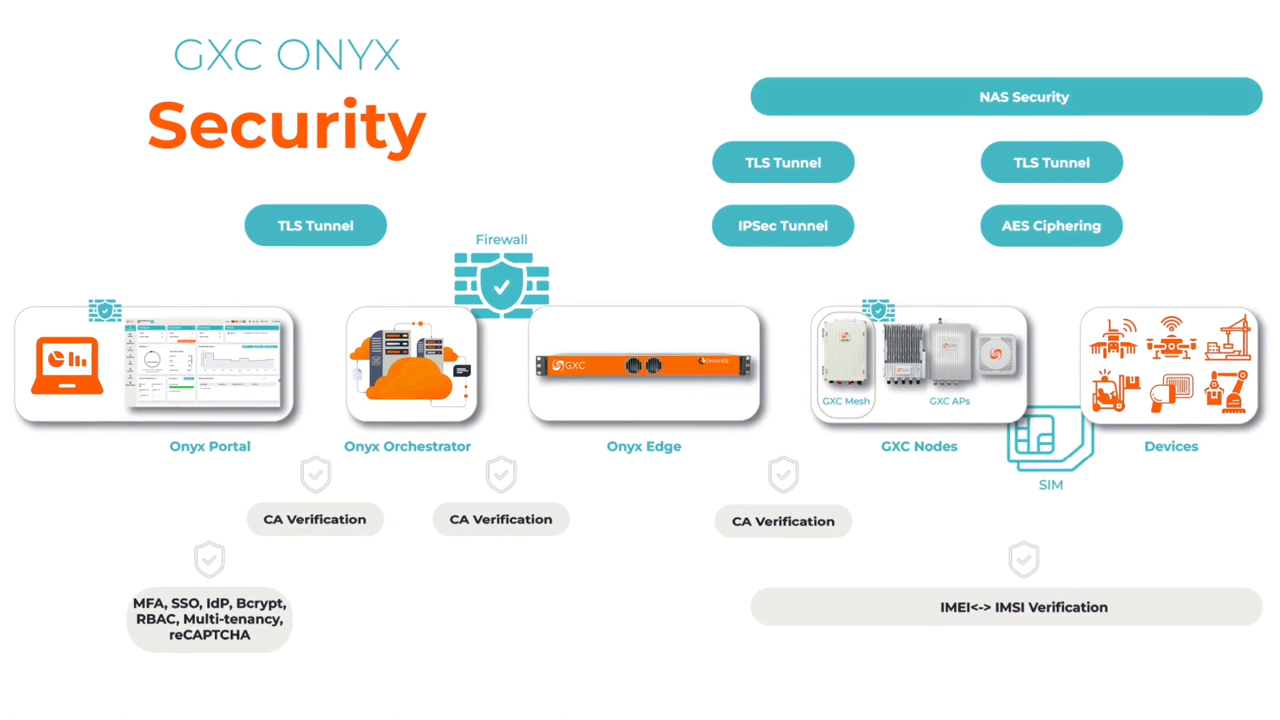 GXC ONYX
Security
NAS Security
TLS Tunnel
TLS Tunnel
TLS Tunnel
IPSec Tunnel
AES Ciphering
Firewall
GXC
ONYX-ICS
GXC Mesh
GXC APs
Onyx Portal
Onyx Orchestrator
Onyx Edge
GXC Nodes
Devices
SIM
CA Verification
CA Verification
CA Verification
MFA, SSO, IdP, Bcrypt,
RBAC, Multi-tenancy,
reCAPTCHA
IMEI<-> IMSI Verification